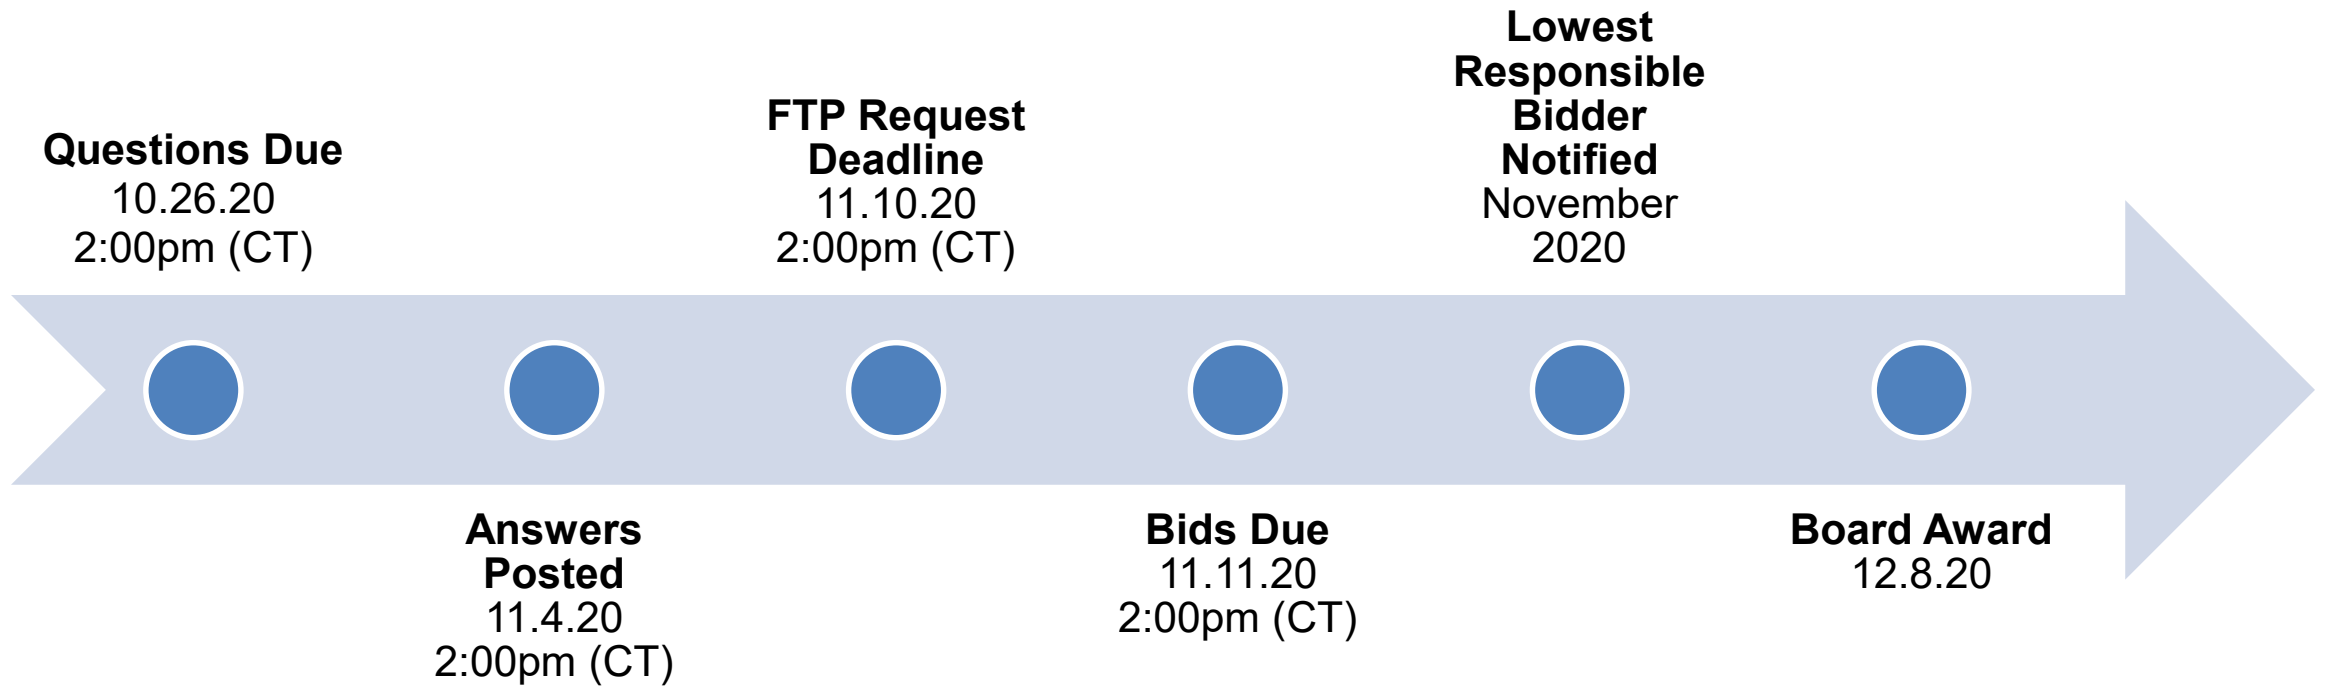 Questions Due
10.26.20
2:00pm (CT)
Answers
Posted
11.4.20
2:00pm (CT)
FTP Request
Deadline
11.10.20
2:00pm (CT)
Bids Due
11.11.20
2:00pm (CT)
Lowest
Responsible
Bidder
Notified
November
2020
Board Award
12.8.20